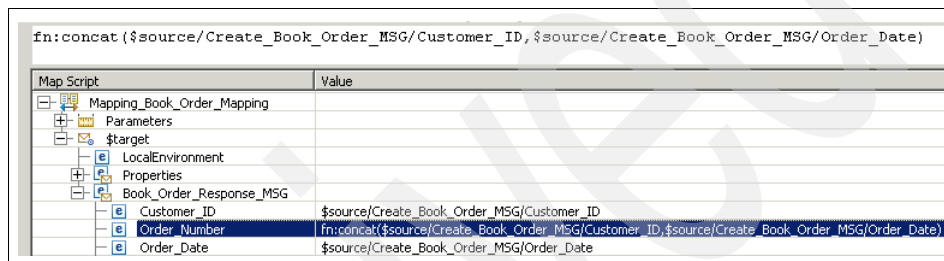 fn:concat($source/Create_Book_Order_MSG/Customer_ID,$source/Create_Book_Order_MSG/Order_Date)
Map Script Value
Mapping_Book_Order_Mapping
Parameters
$target
LocalEnvironment
Properties
Book_Order_Response_MSG
Customer_ID $source/Create_Book_Order_MSG/Customer_ID
Order_Number fn:concat($source/Create_Book_Order_MSG/Customer_ID,$source/Create_Book_Order_MSG/Order_Date)
Order_Date $source/Create_Book_Order_MSG/Order_Date